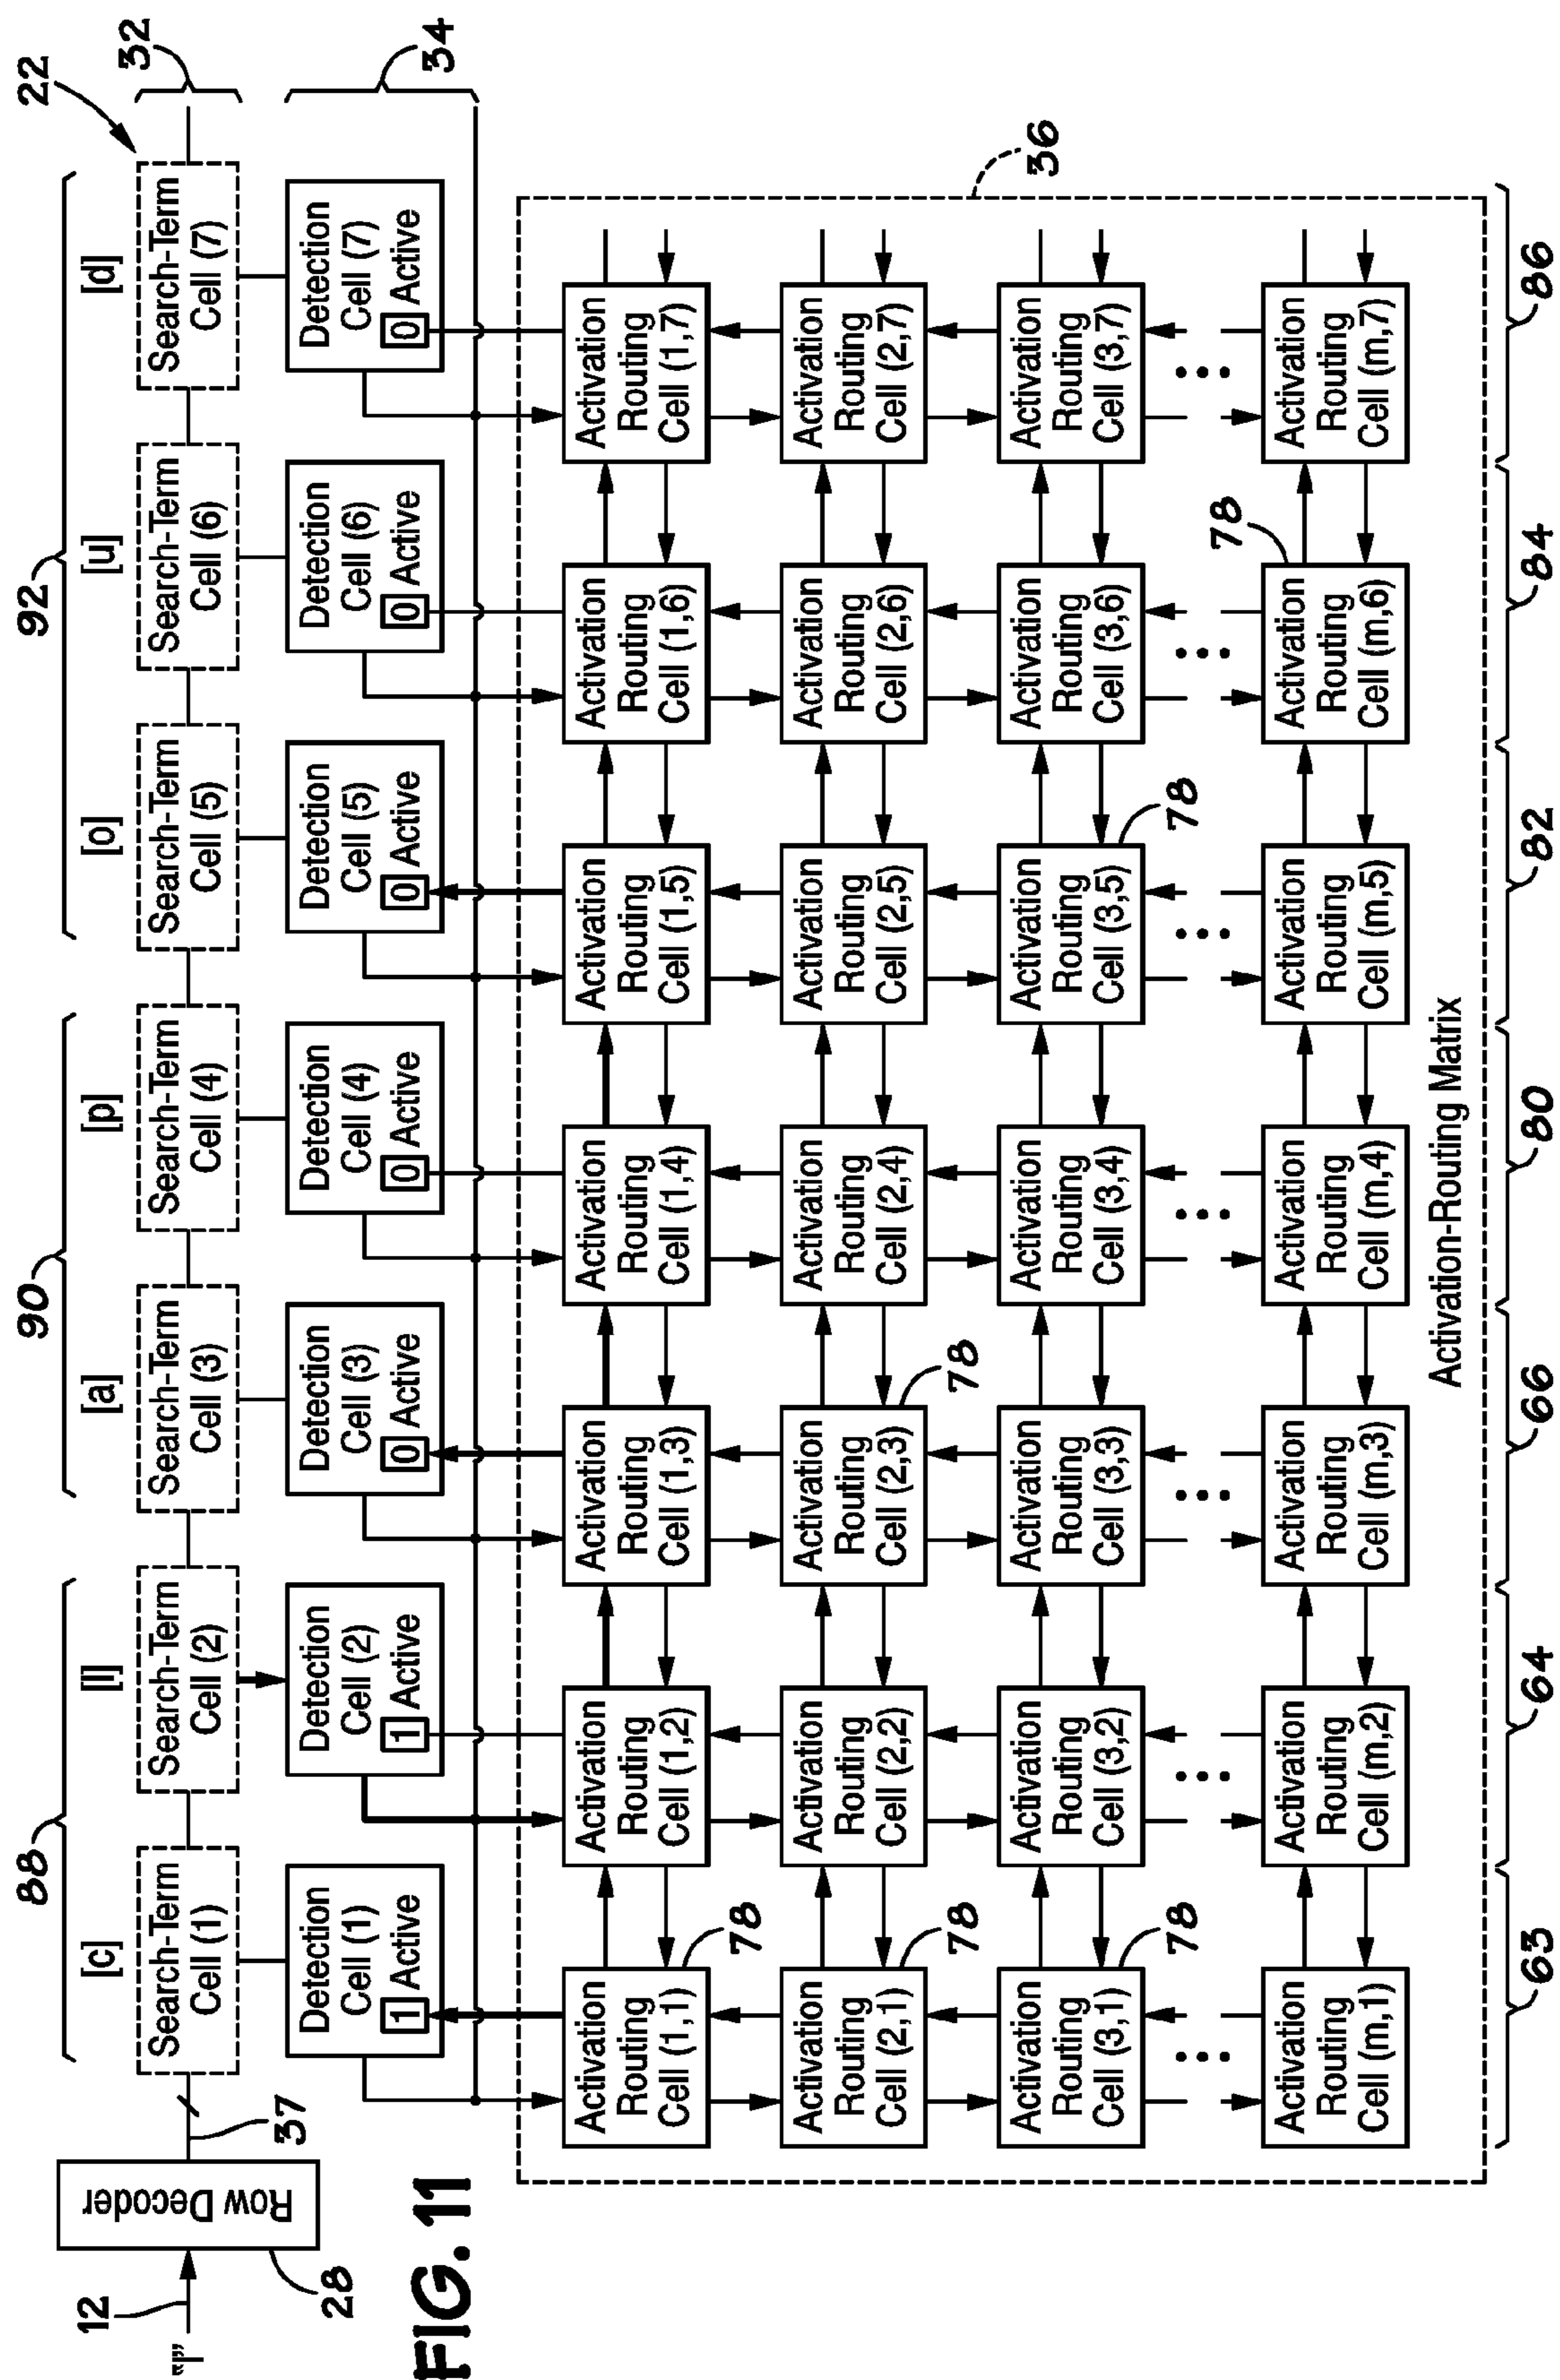 22
32
34
92
90
88
[c]
[l]
[a]
[p]
[o]
[u]
[d]
"l"
12
Row Decoder
28
37
Search-Term
Cell (1)
Search-Term
Cell (2)
Search-Term
Cell (3)
Search-Term
Cell (4)
Search-Term
Cell (5)
Search-Term
Cell (6)
Search-Term
Cell (7)
Detection
Cell (1)
1 Active
Detection
Cell (2)
1 Active
Detection
Cell (3)
0 Active
Detection
Cell (4)
0 Active
Detection
Cell (5)
0 Active
Detection
Cell (6)
0 Active
Detection
Cell (7)
0 Active
FIG. 11
36
Activation
Routing
Cell (1,1)
78
Activation
Routing
Cell (1,2)
Activation
Routing
Cell (1,3)
Activation
Routing
Cell (1,4)
Activation
Routing
Cell (1,5)
Activation
Routing
Cell (1,6)
Activation
Routing
Cell (1,7)
Activation
Routing
Cell (2,1)
78
Activation
Routing
Cell (2,2)
Activation
Routing
Cell (2,3)
78
Activation
Routing
Cell (2,4)
Activation
Routing
Cell (2,5)
Activation
Routing
Cell (2,6)
Activation
Routing
Cell (2,7)
Activation
Routing
Cell (3,1)
78
Activation
Routing
Cell (3,2)
Activation
Routing
Cell (3,3)
Activation
Routing
Cell (3,4)
Activation
Routing
Cell (3,5)
78
Activation
Routing
Cell (3,6)
Activation
Routing
Cell (3,7)
Activation
Routing
Cell (m,1)
Activation
Routing
Cell (m,2)
Activation
Routing
Cell (m,3)
Activation
Routing
Cell (m,4)
Activation
Routing
Cell (m,5)
Activation
Routing
Cell (m,6)
78
Activation
Routing
Cell (m,7)
Activation-Routing Matrix
63
64
66
80
82
84
86